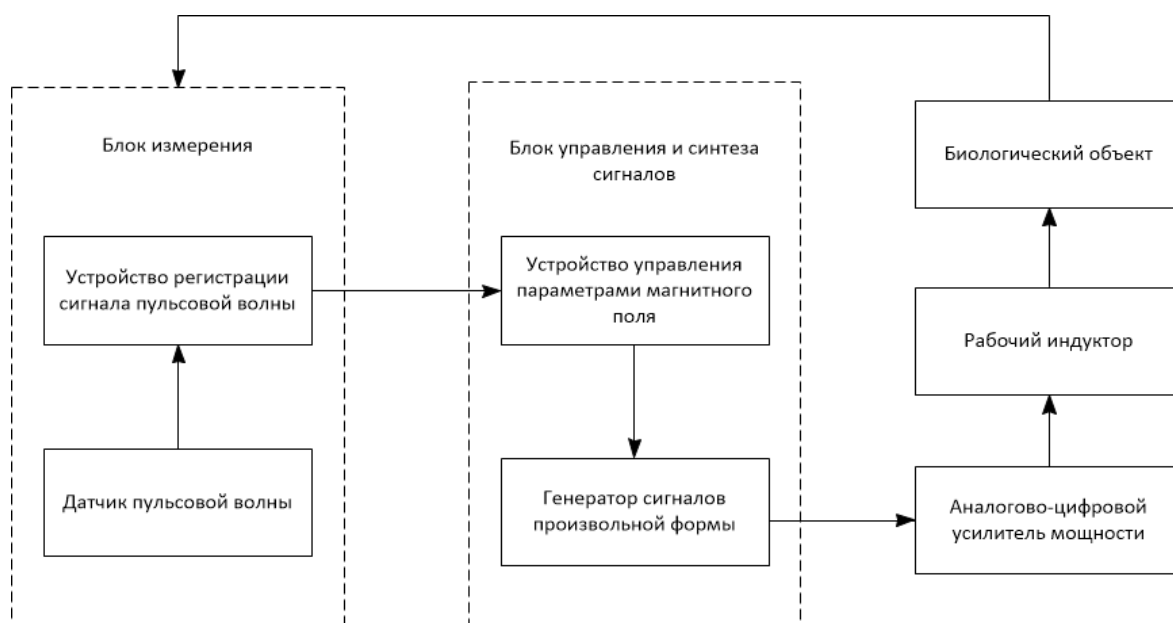 Блок измерения
Устройство регистрации
сигнала пульсовой волны
Датчик пульсовой волны
Блок управления и синтеза
сигналов
Устройство управления
параметрами магнитного
поля
Генератор сигналов
произвольной формы
Биологический объект
Рабочий индуктор
Аналогово-цифровой
усилитель мощности